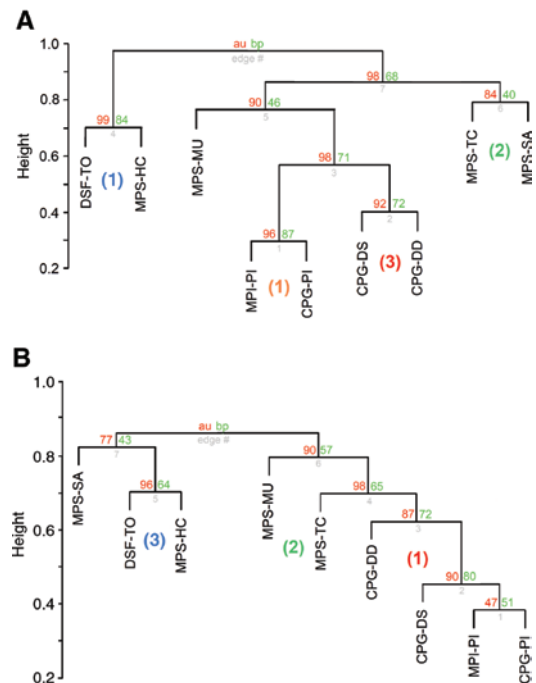 A
au bp
edge #
1.0
0.8
0.6
0.4
0.2
Height
98 68
7
90 46
5
84 40
6
99 84
4
98 71
3
92 72
2
96 87
1
DSF-TO
MPS-HC
MPS-MU
MPS-TC
MPS-SA
MPI-PI
CPG-PI
CPG-DS
CPG-DD
(1)
(2)
(1)
(3)
B
au bp
edge #
1.0
0.8
0.6
0.4
0.2
Height
77 43
7
90 57
6
96 64
5
98 65
4
87 72
3
90 80
2
47 51
1
MPS-SA
DSF-TO
MPS-HC
MPS-MU
MPS-TC
CPG-DD
CPG-DS
MPI-PI
CPG-PI
(3)
(2)
(1)